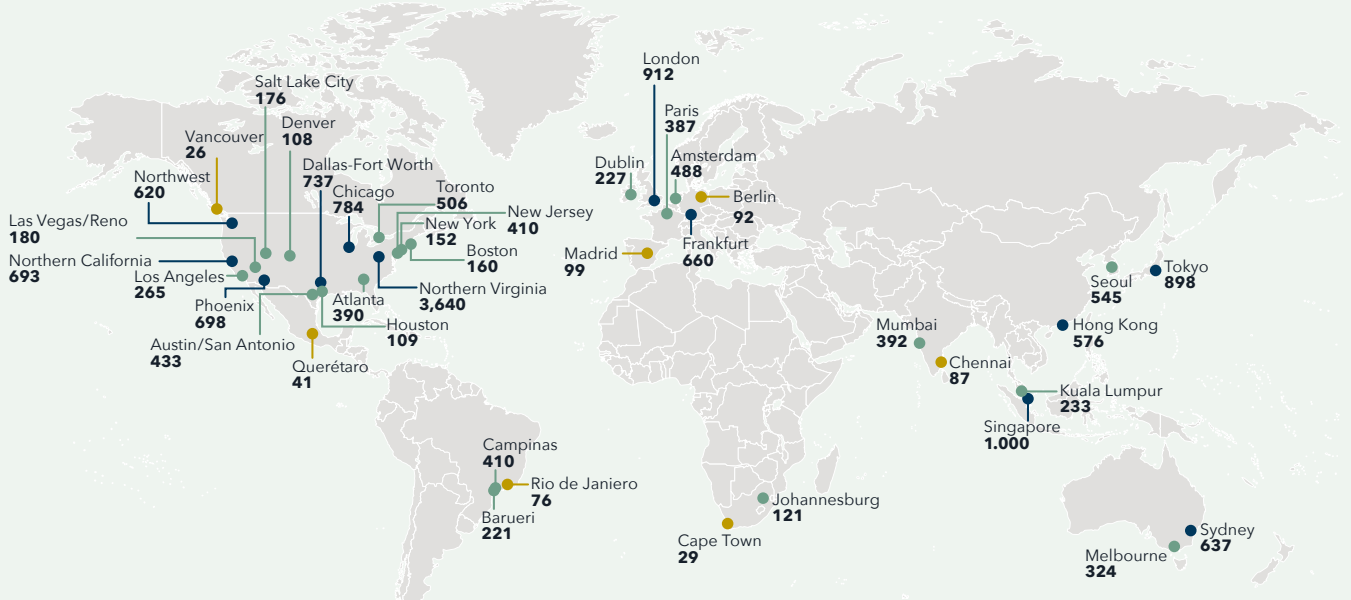 London
912
Salt Lake City
176
Paris
387
Denver
108
Vancouver
26
Dallas-Fort Worth
737
Dublin
227
Amsterdam
488
Northwest
620
Chicago
784
Toronto
506
Berlin
92
New Jersey
410
Las Vegas/Reno
180
New York
152
Frankfurt
660
Boston
160
Madrid
99
Northern California
693
Los Angeles
265
Northern Virginia
3,640
Tokyo
898
Seoul
545
Phoenix
698
Atlanta
390
Houston
109
Mumbai
392
Hong Kong
576
Austin/San Antonio
433
Querétaro
41
Chennai
87
Kuala Lumpur
233
Singapore
1.000
Campinas
410
Rio de Janiero
76
Johannesburg
121
Barueri
221
Cape Town
29
Sydney
637
Melbourne
324